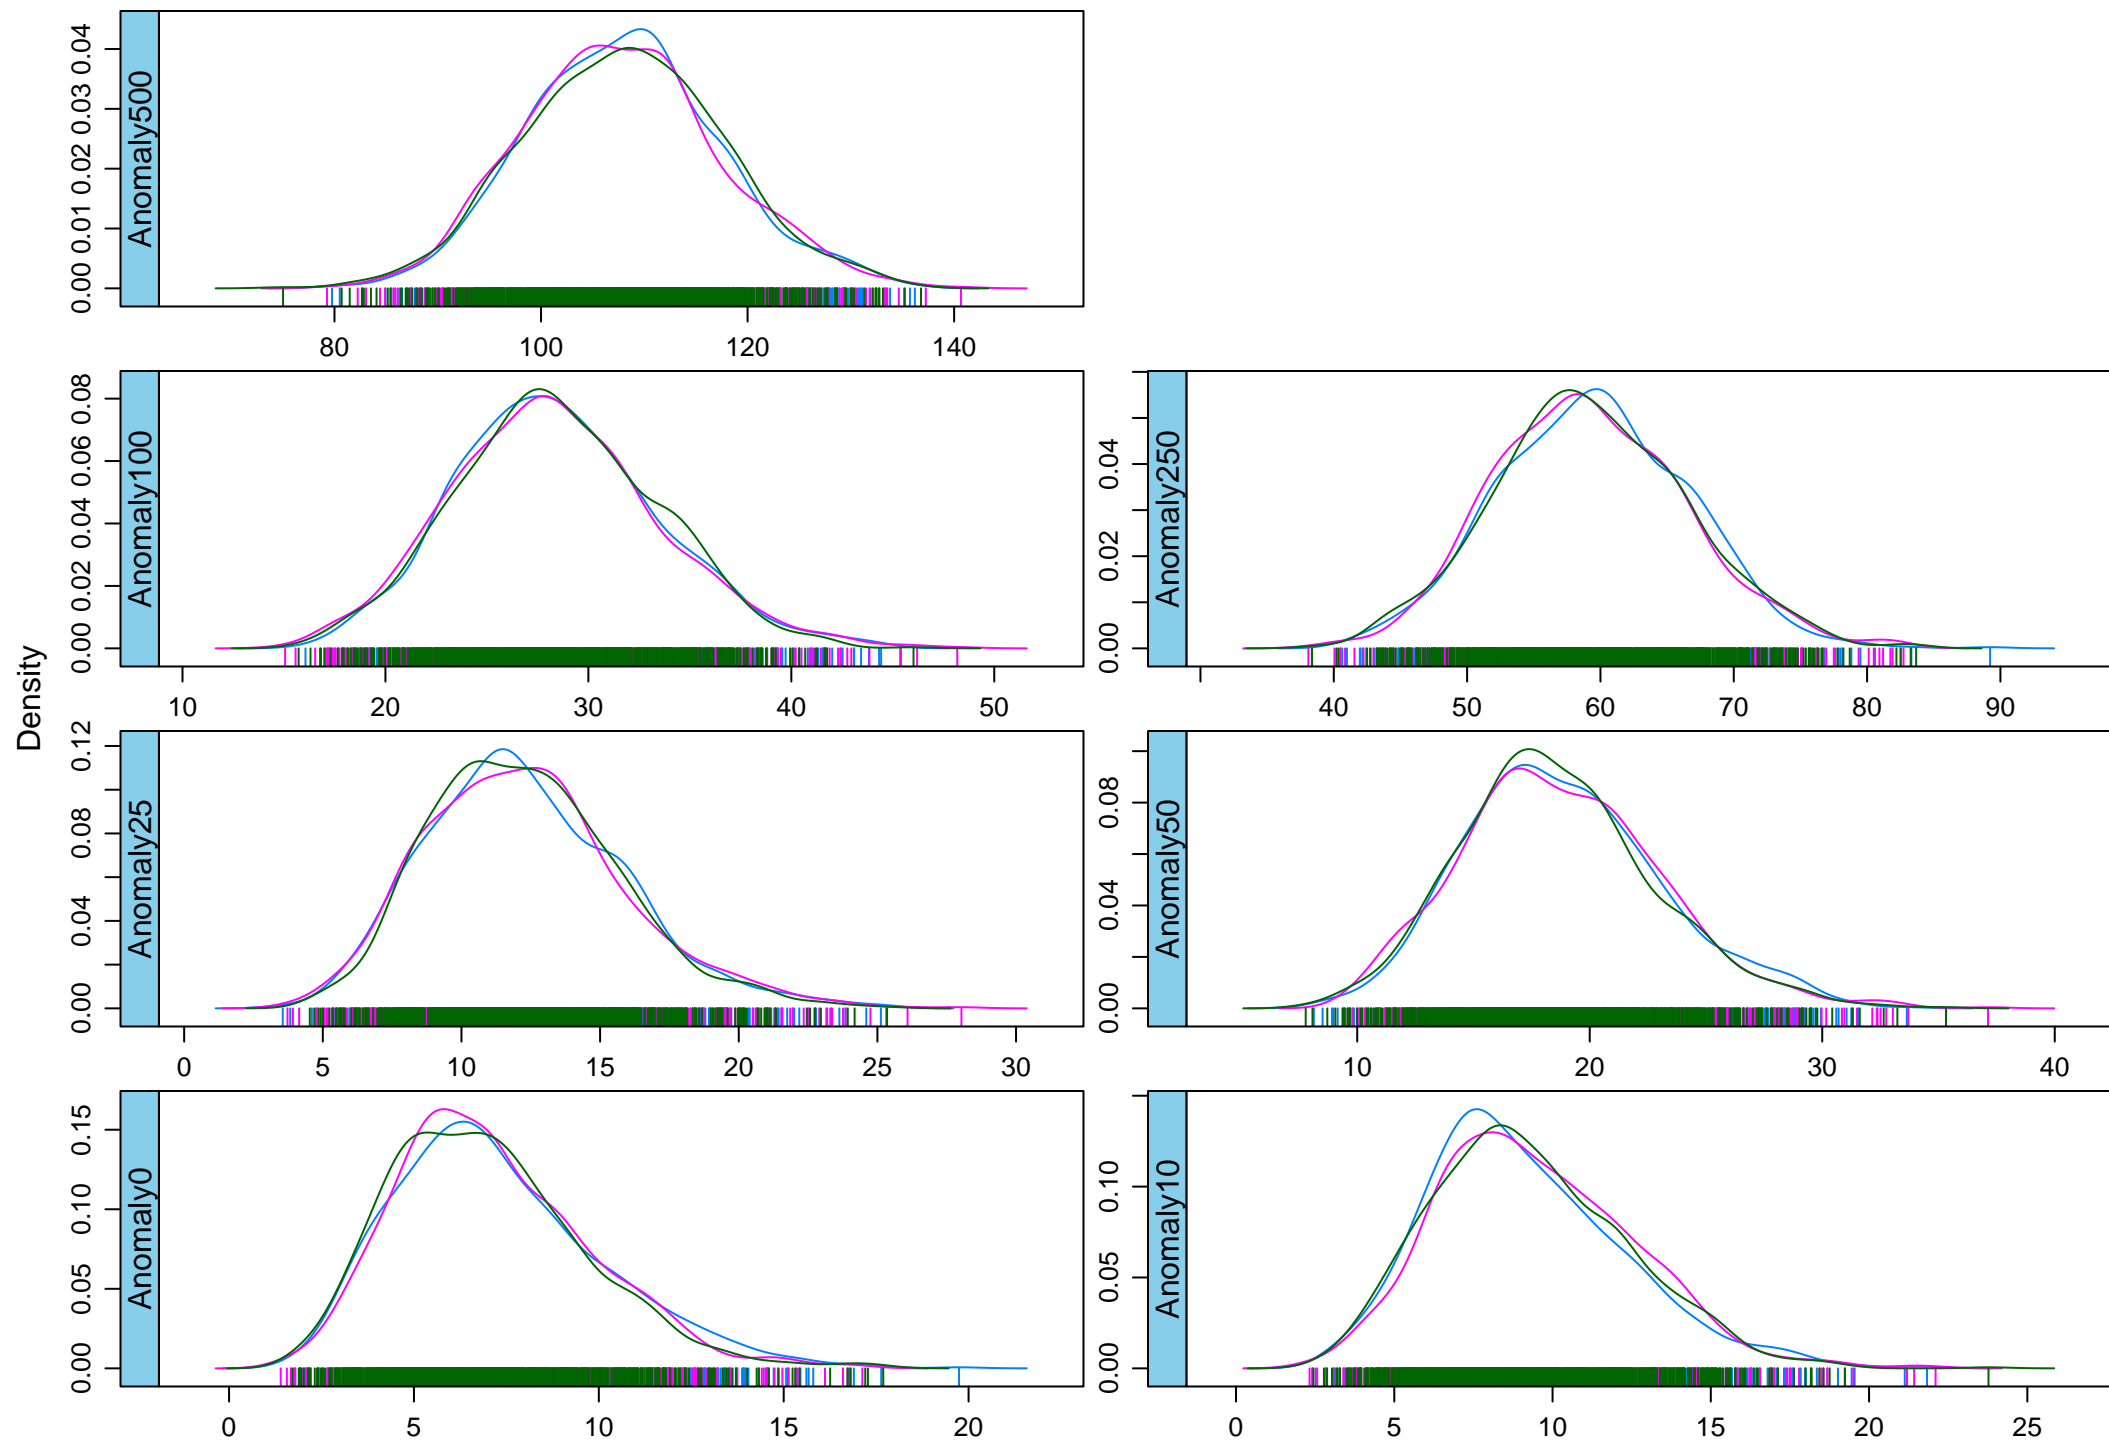 Density
Anomaly500
0.00 0.01 0.02 0.03 0.04
80 100 120 140
Anomaly100
0.00 0.02 0.04 0.06 0.08
10 20 30 40 50
Anomaly250
0.00 0.02 0.04
40 50 60 70 80 90
Anomaly25
0.00 0.04 0.08 0.12
0 5 10 15 20 25 30
Anomaly50
0.00 0.04 0.08
10 20 30 40
Anomaly0
0.00 0.05 0.10 0.15
0 5 10 15 20
Anomaly10
0.00 0.05 0.10
0 5 10 15 20 25